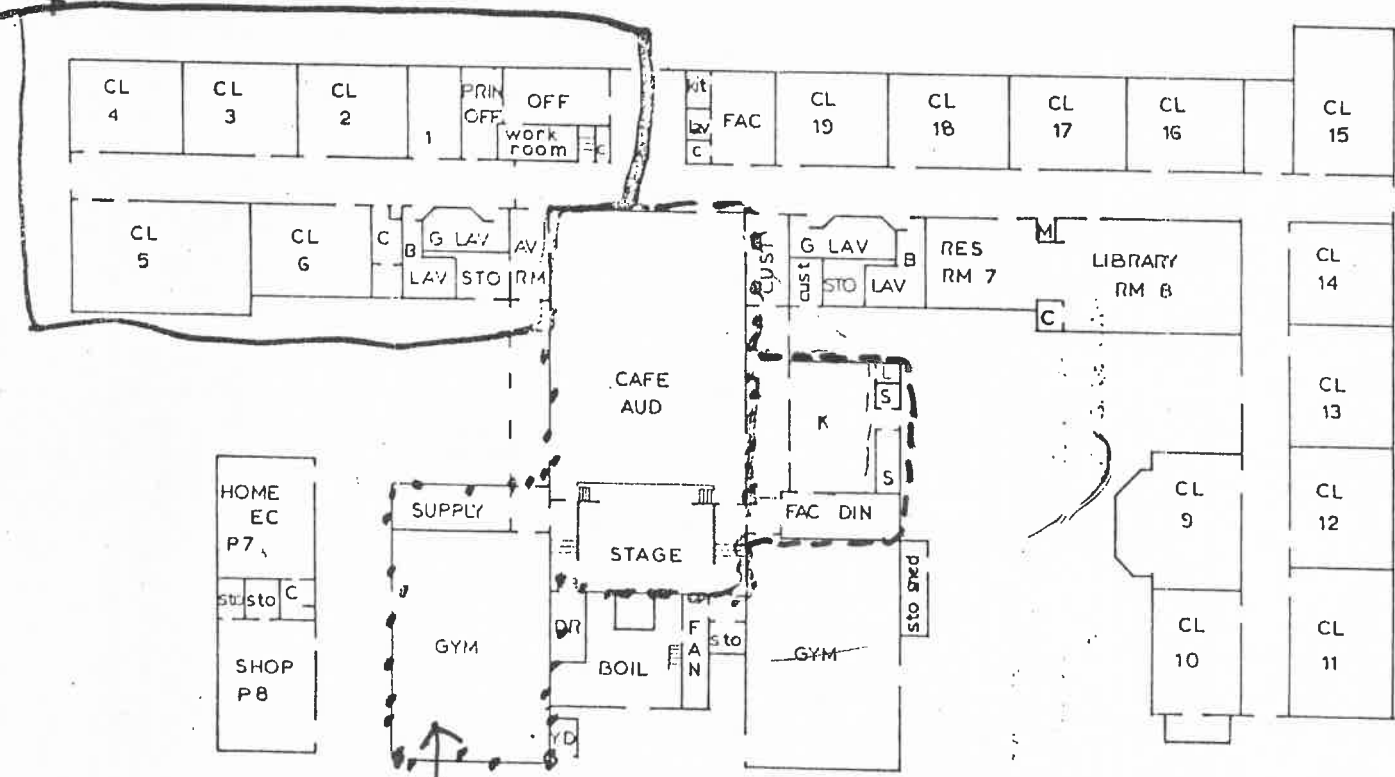 CL
4
CL
3
CL
2
1
PRIN
OFF
OFF
work
room
C
kit
lav
C
FAC
CL
19
CL
18
CL
17
CL
16
CL
15
CL
5
CL
6
C
B
G LAV
LAV
STO
AV
RM
CUST
G LAV
cust
STO
LAV
B
RES
RM 7
M
C
LIBRARY
RM 8
CL
14
CAFE
AUD
K
L
S
S
CL
13
HOME
EC
P7
SUPPLY
STAGE
FAC DIN
CL
9
CL
12
sto
sto
C
SHOP
P8
GYM
DR
BOIL
FAN
sto
GYM
sto shed
CL
10
CL
11
YD